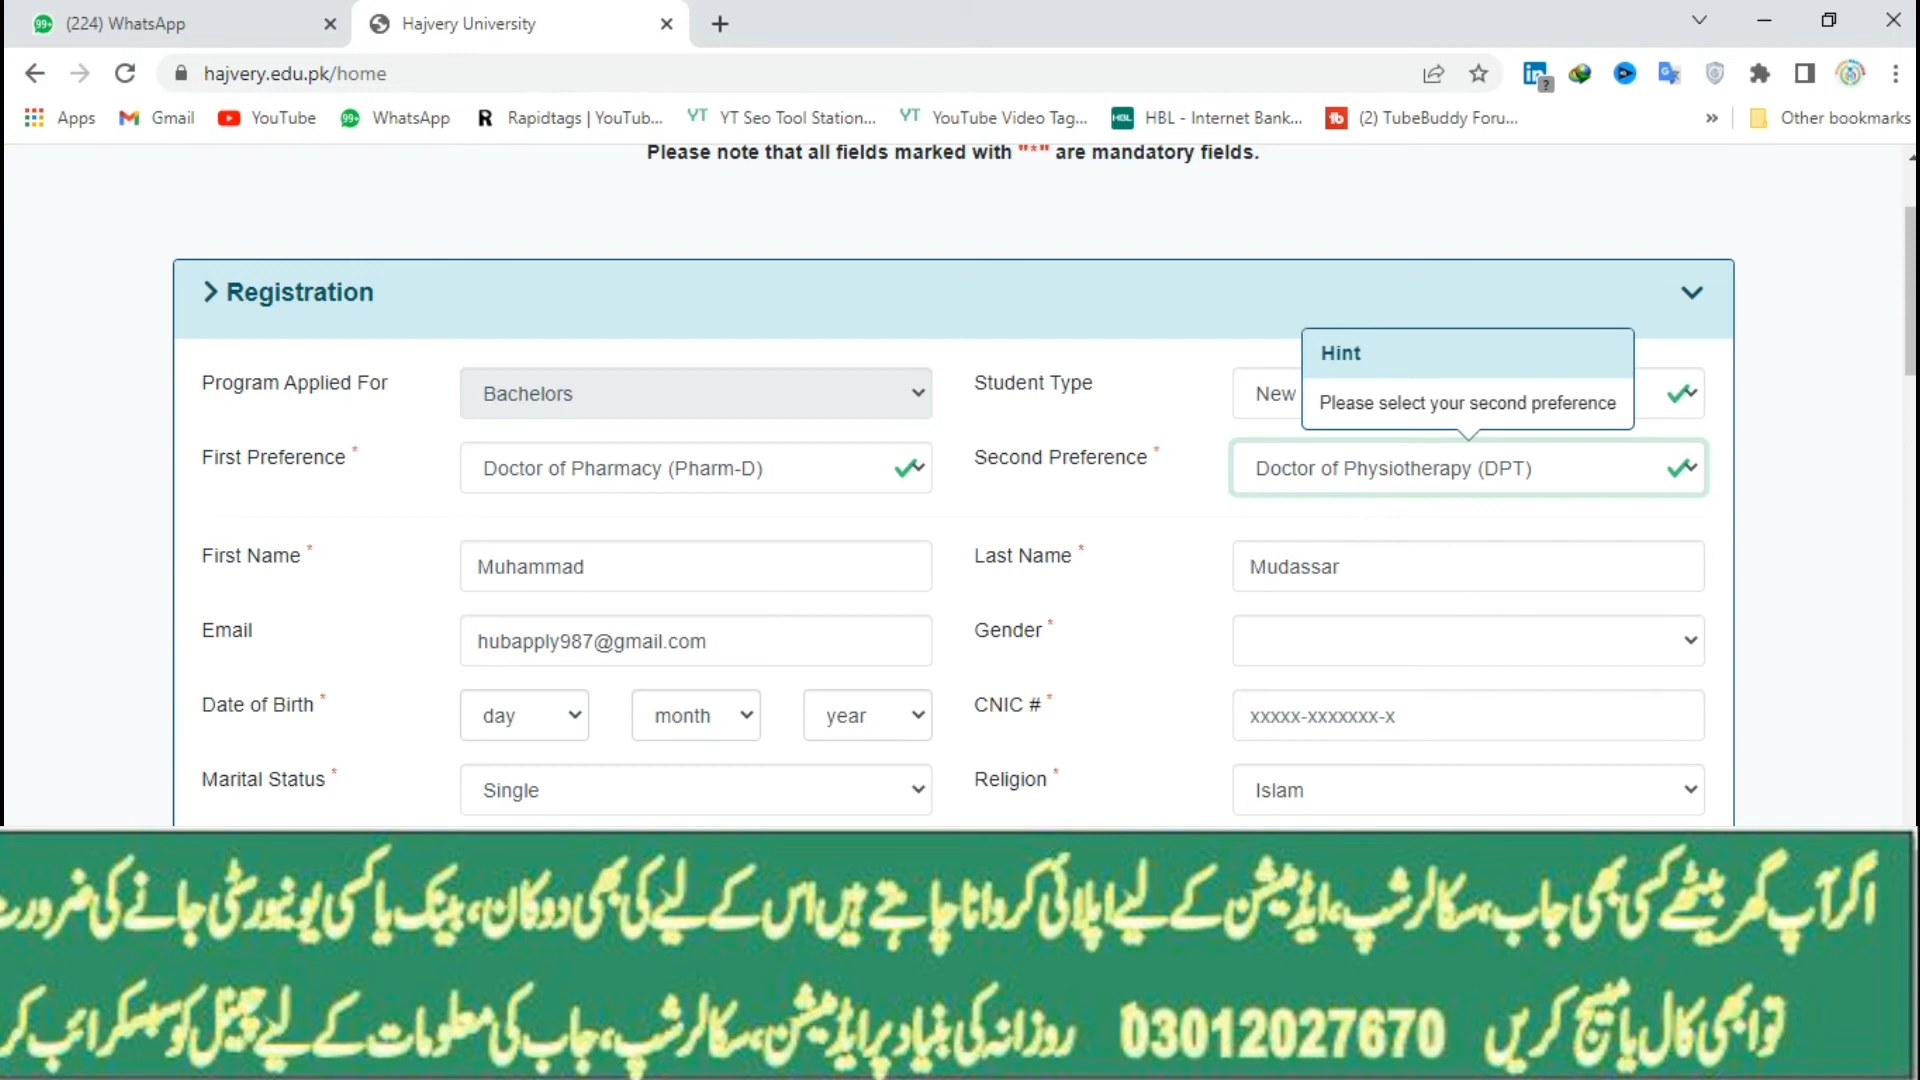 (224) WhatsApp
Hajvery University
hajvery.edu.pk/home
Apps Gmail YouTube WhatsApp Rapidtags | YouTub... YT Seo Tool Station... YouTube Video Tag... HBL - Internet Bank... (2) TubeBuddy Foru... » Other bookmarks
Please note that all fields marked with "*" are mandatory fields.
Registration
Hint
Please select your second preference
Program Applied For Bachelors Student Type New
First Preference * Doctor of Pharmacy (Pharm-D) Second Preference * Doctor of Physiotherapy (DPT)
First Name * Muhammad Last Name * Mudassar
Email hubapply987@gmail.com Gender *
Date of Birth * day month year CNIC # * xxxxx-xxxxxxx-x
Marital Status * Single Religion * Islam
اگر آپ گھر بیٹھے کسی بھی جاب، سکالرشپ، ایڈمیشن کے لیے اپلائی کروانا چاہتے ہیں اس کے لیے کسی بھی دوکان، بینک یا کسی یونیورسٹی جانے کی ضرورت
تو ابھی کال یا میسج کریں 03012027670 روزانہ کی بنیاد پر ایڈمیشن، سکالرشپ، جاب کی معلومات کے لیے چینل کو سبسکرائب کر